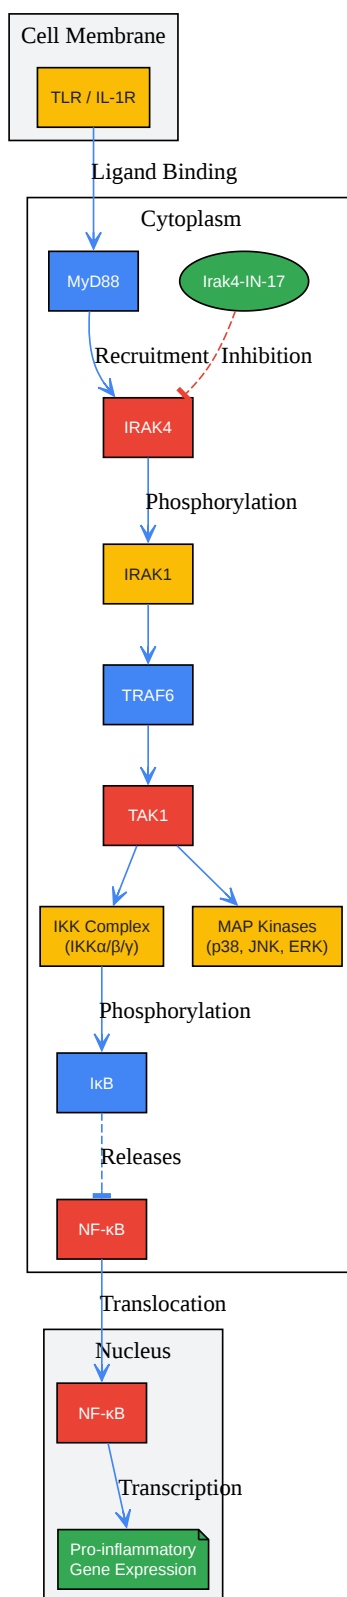 Cell Membrane
TLR / IL-1R
Ligand Binding
Cytoplasm
MyD88
Irak4-IN-17
Recruitment
Inhibition
IRAK4
Phosphorylation
IRAK1
TRAF6
TAK1
IKK Complex
(IKKα/β/γ)
MAP Kinases
(p38, JNK, ERK)
Phosphorylation
IκB
Releases
NF-κB
Translocation
Nucleus
NF-κB
Transcription
Pro-inflammatory
Gene Expression